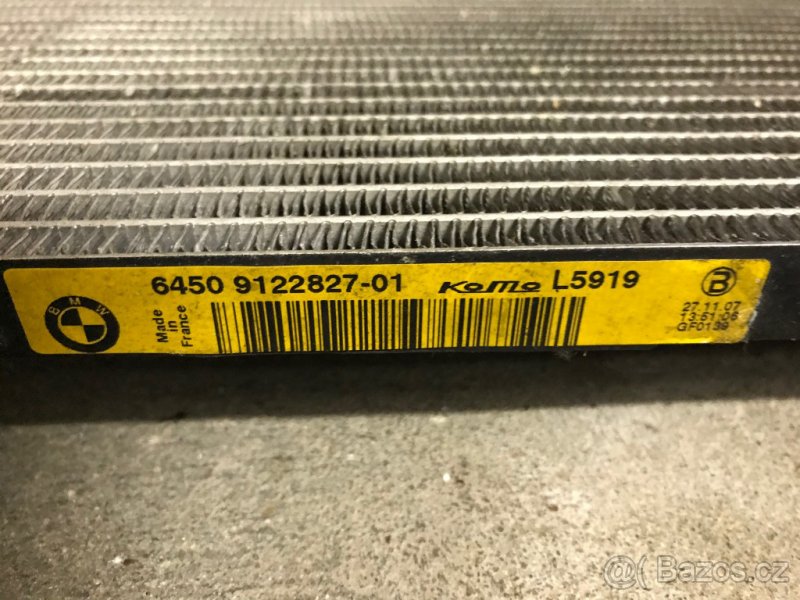 6450 9122827-01 KoMo L5919
BMW
Made
in
France
B
27.11.07
13:51:06
GF0139
Bazos.cz